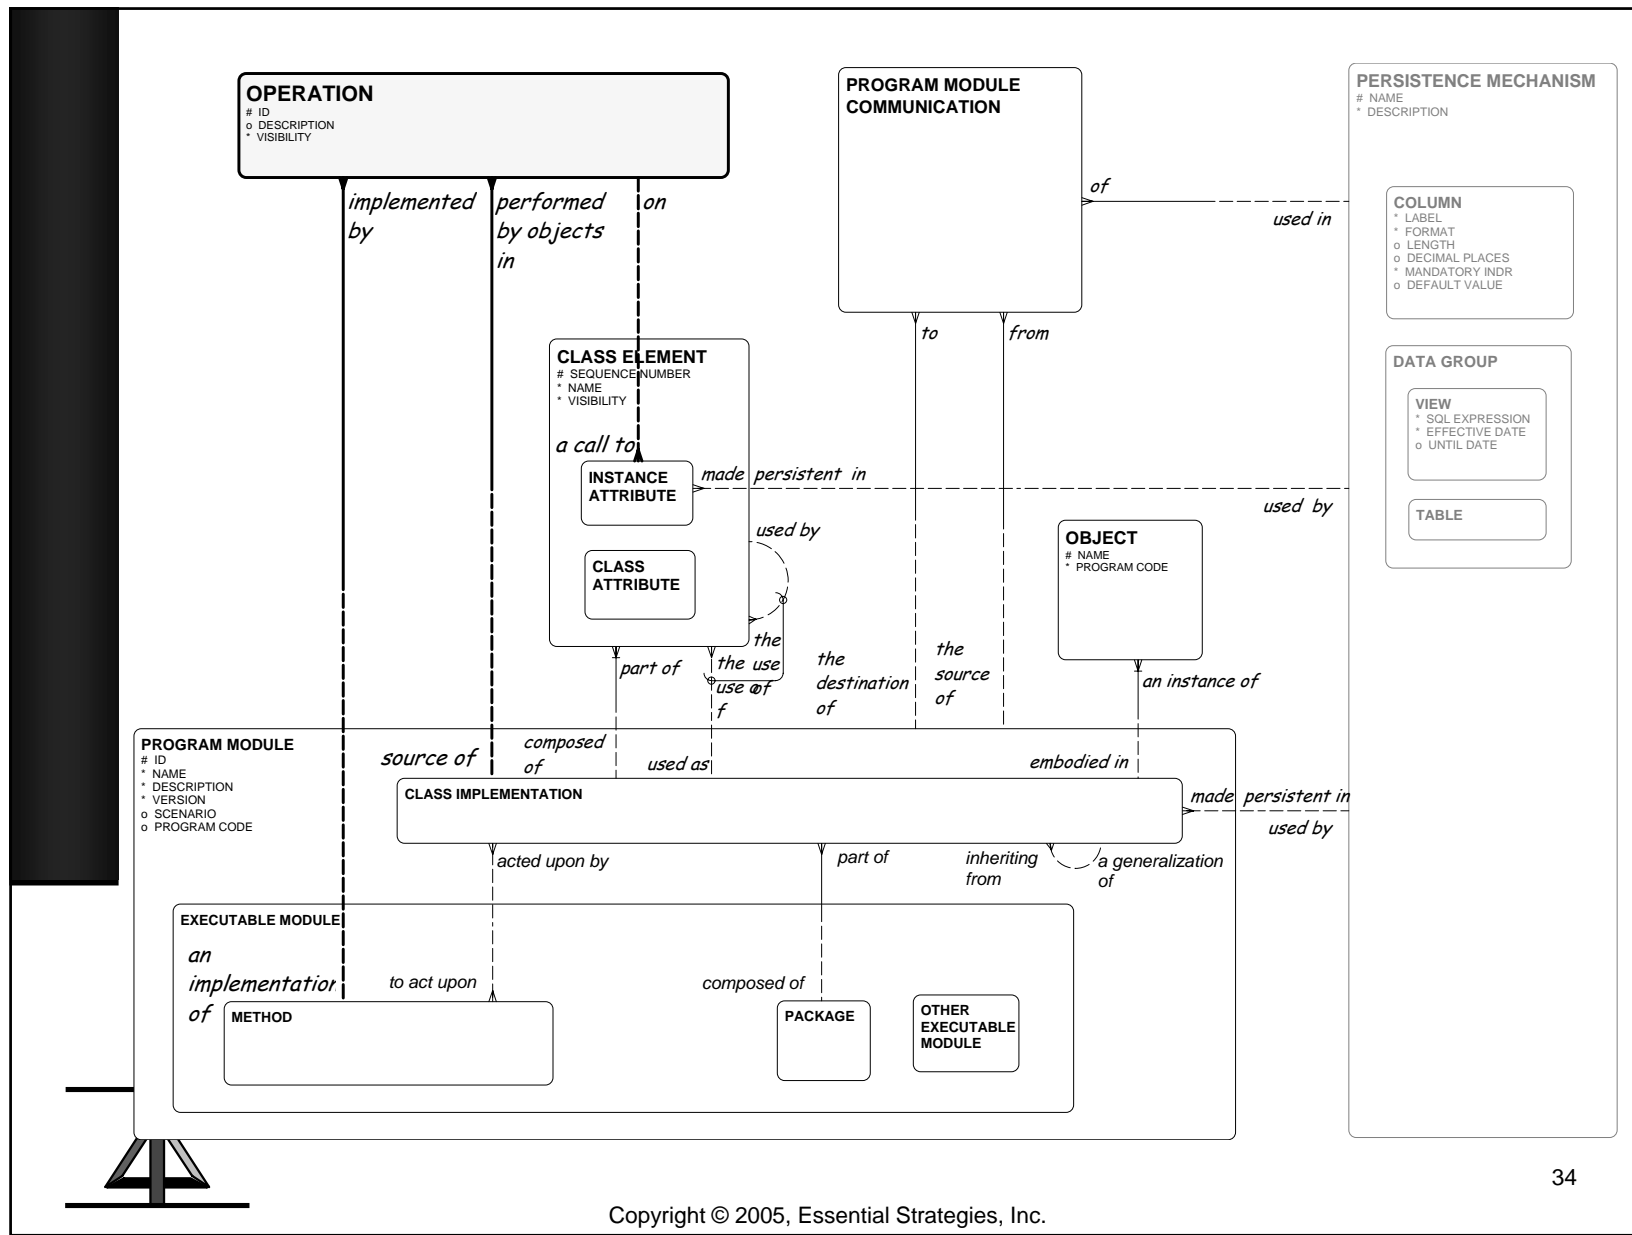 OPERATION
# ID
o DESCRIPTION
* VISIBILITY
implemented
by
performed
by objects
in
on
PROGRAM MODULE
COMMUNICATION
of
used in
to
from
PERSISTENCE MECHANISM
# NAME
* DESCRIPTION
COLUMN
* LABEL
* FORMAT
o LENGTH
o DECIMAL PLACES
* MANDATORY INDR
o DEFAULT VALUE
DATA GROUP
VIEW
* SQL EXPRESSION
* EFFECTIVE DATE
o UNTIL DATE
TABLE
CLASS ELEMENT
# SEQUENCE NUMBER
* NAME
* VISIBILITY
a call to
INSTANCE
ATTRIBUTE
made persistent in
used by
CLASS
ATTRIBUTE
used by
the
use
of
part of
the
use o
f
the
destination
of
the
source
of
OBJECT
# NAME
* PROGRAM CODE
an instance of
PROGRAM MODULE
# ID
* NAME
* DESCRIPTION
* VERSION
o SCENARIO
o PROGRAM CODE
source of
composed
of
used as
embodied in
CLASS IMPLEMENTATION
made persistent in
used by
acted upon by
part of
inheriting
from
a generalization
of
EXECUTABLE MODULE
an
implementation
of
to act upon
composed of
METHOD
PACKAGE
OTHER
EXECUTABLE
MODULE
34
Copyright © 2005, Essential Strategies, Inc.